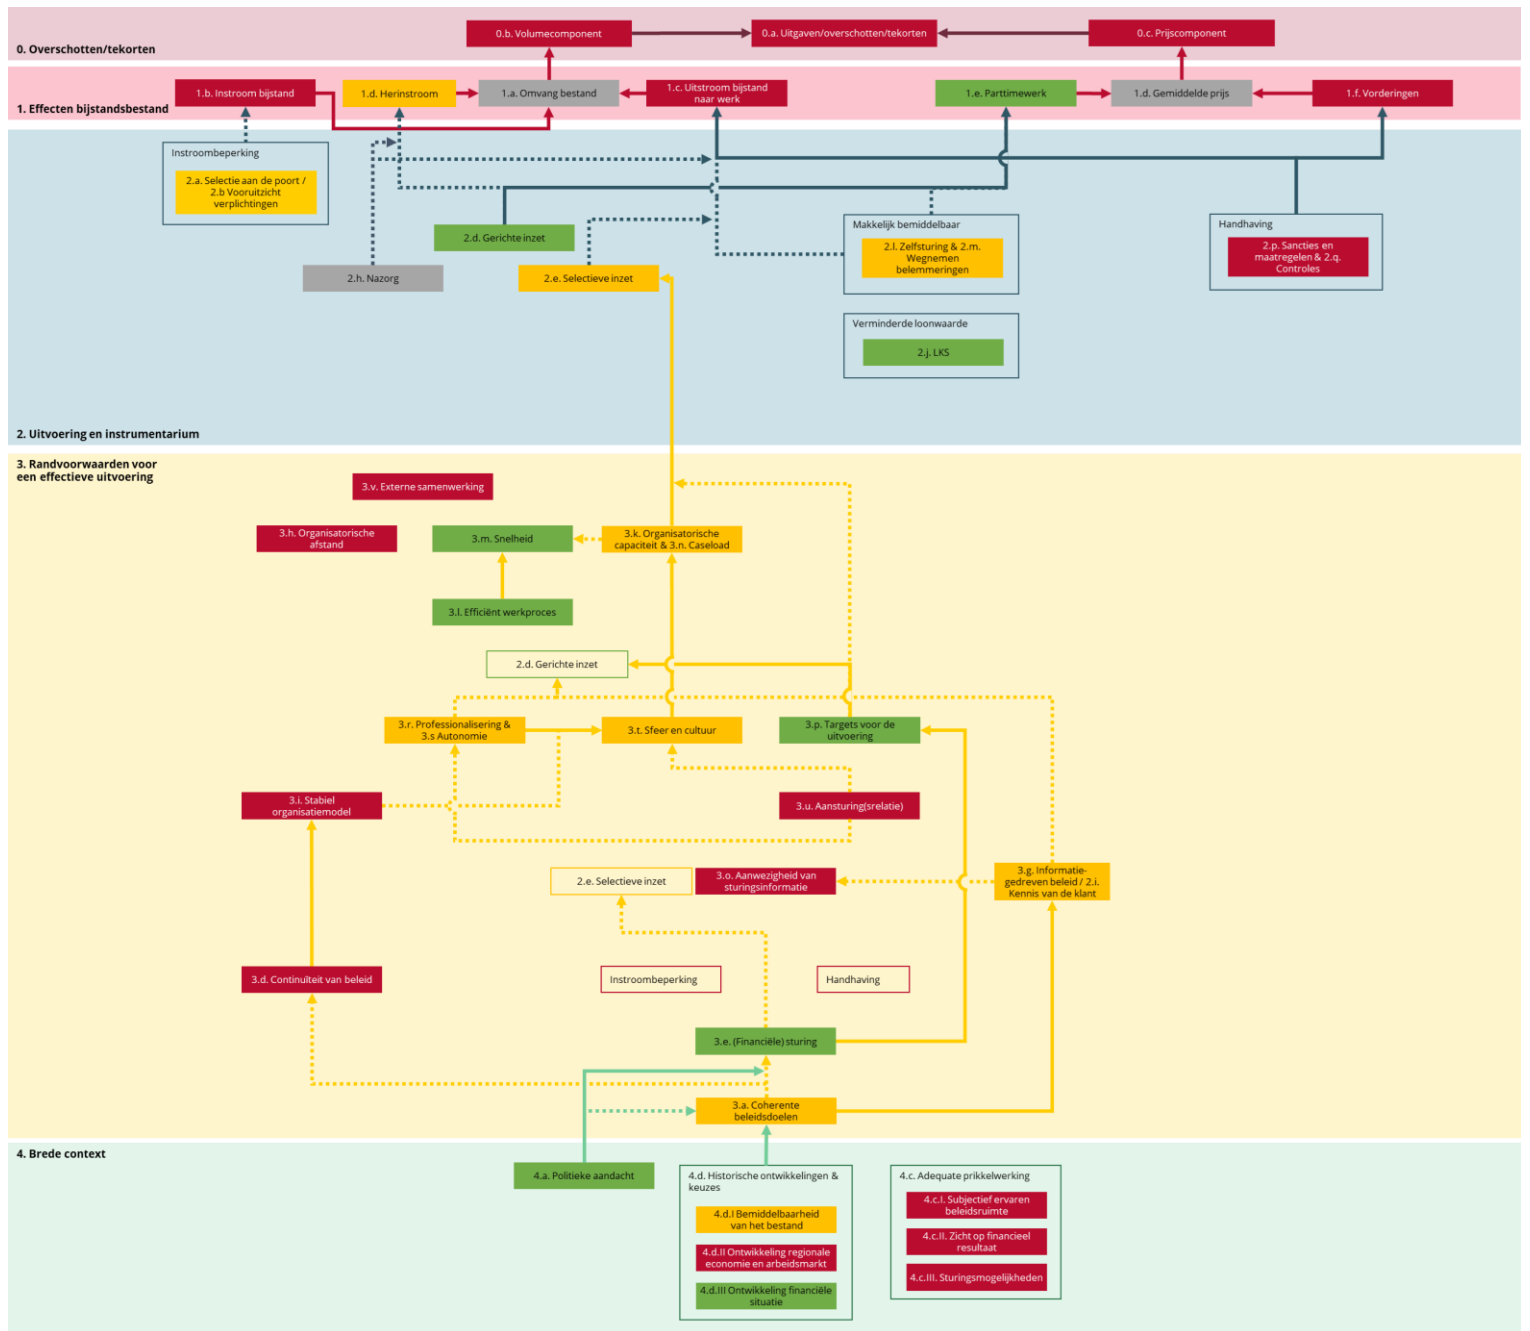 0.b. Volumecomponent
0.a. Uitgaven/overschotten/tekorten
0.c. Prijscomponent
0. Overschotten/tekorten
1.b. Instroom bijstand
1.d. Herinstroom
1.a. Omvang bestand
1.c. Uitstroom bijstand
naar werk
1.e. Parttimewerk
1.d. Gemiddelde prijs
1.f. Vorderingen
1. Effecten bijstandsbestand
Instroombeperking
2.a. Selectie aan de poort /
2.b Vooruitzicht
verplichtingen
2.d. Gerichte inzet
2.h. Nazorg
2.e. Selectieve inzet
Makkelijk bemiddelbaar
2.l. Zelfsturing & 2.m.
Wegnemen
belemmeringen
Handhaving
2.p. Sancties en
maatregelen & 2.q.
Controles
Verminderde loonwaarde
2.j. LKS
2. Uitvoering en instrumentarium
3. Randvoorwaarden voor
een effectieve uitvoering
3.v. Externe samenwerking
3.h. Organisatorische
afstand
3.m. Snelheid
3.k. Organisatorische
capaciteit & 3.n. Caseload
3.l. Efficiënt werkproces
2.d. Gerichte inzet
3.r. Professionalisering &
3.s Autonomie
3.t. Sfeer en cultuur
3.p. Targets voor de
uitvoering
3.i. Stabiel
organisatiemodel
3.u. Aansturing(srelatie)
2.e. Selectieve inzet
3.o. Aanwezigheid van
sturingsinformatie
3.g. Informatie-
gedreven beleid / 2.i.
Kennis van de klant
3.d. Continuïteit van beleid
Instroombeperking
Handhaving
3.e. (Financiële) sturing
3.a. Coherente
beleidsdoelen
4. Brede context
4.a. Politieke aandacht
4.d. Historische ontwikkelingen &
keuzes
4.d.I Bemiddelbaarheid
van het bestand
4.d.II Ontwikkeling regionale
economie en arbeidsmarkt
4.d.III Ontwikkeling financiële
situatie
4.c. Adequate prikkelwerking
4.c.I. Subjectief ervaren
beleidsruimte
4.c.II. Zicht op financieel
resultaat
4.c.III. Sturingsmogelijkheden